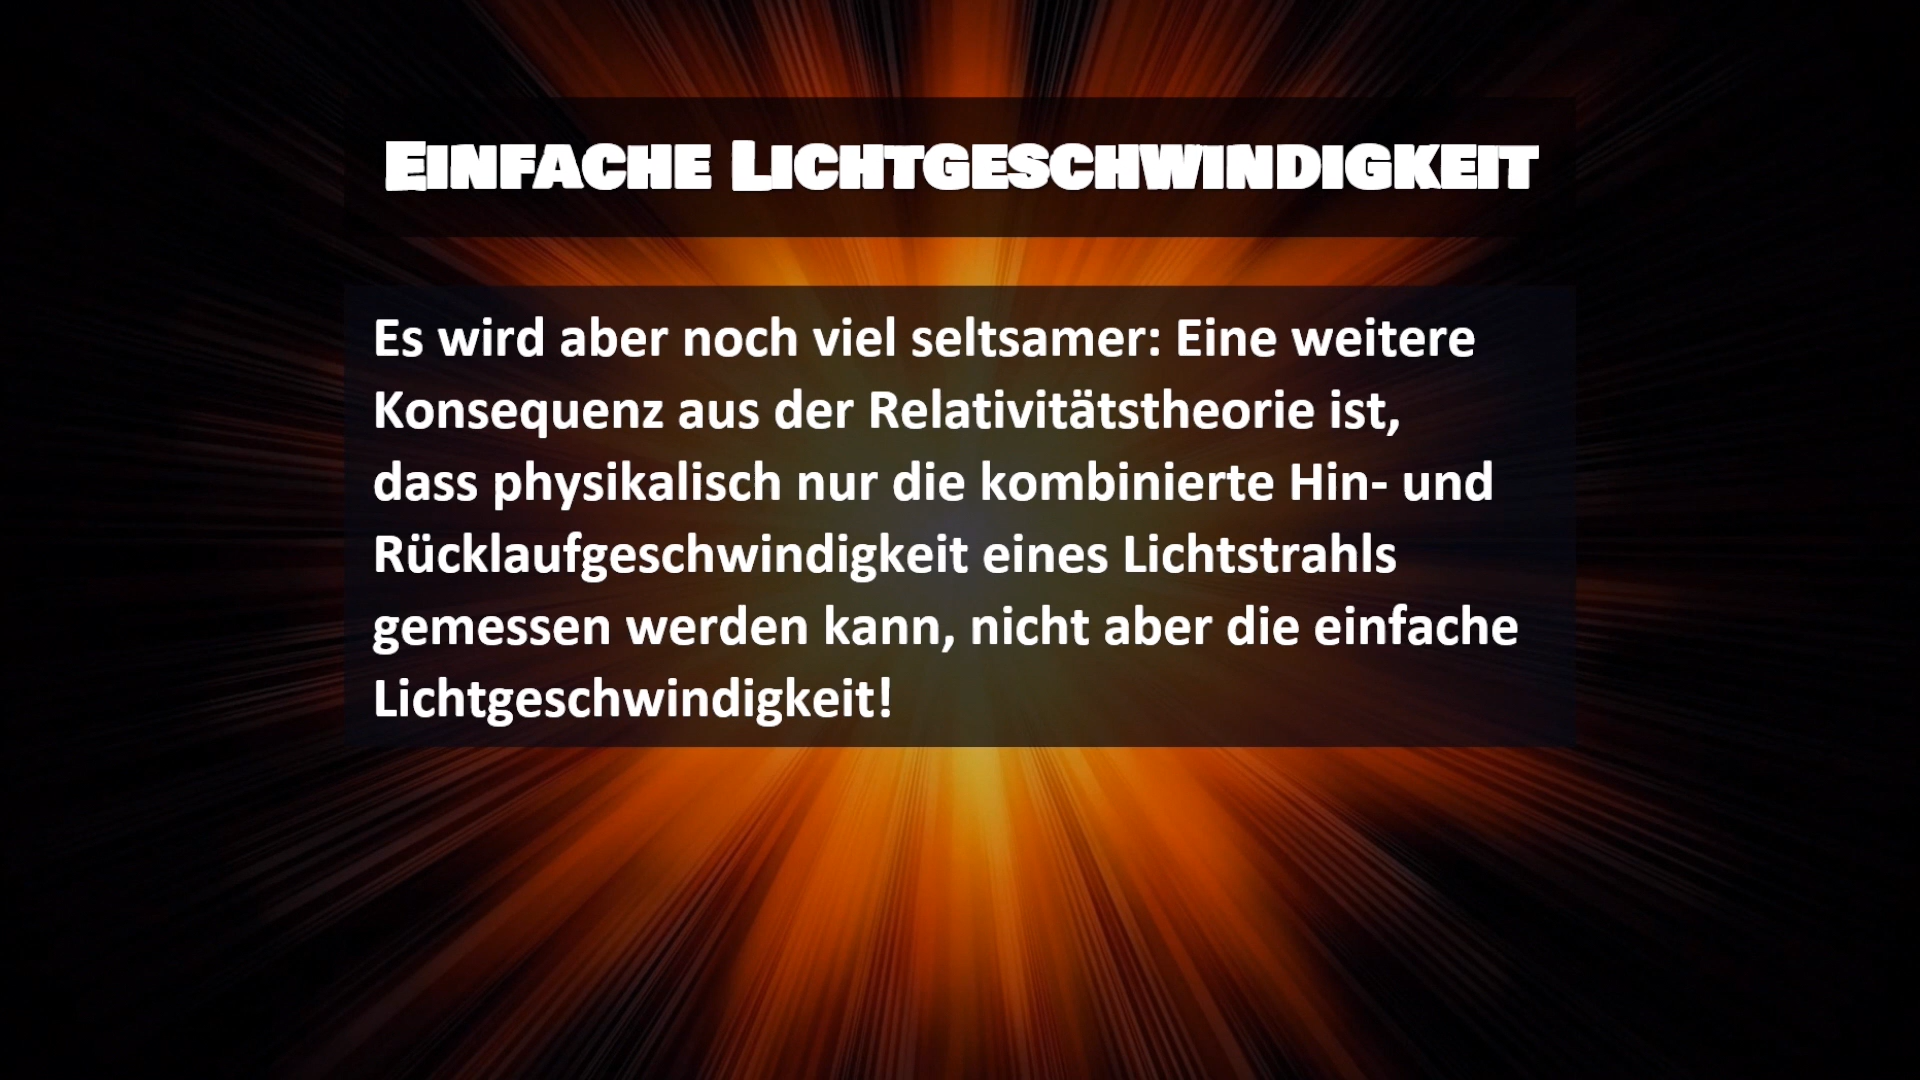 Einfache Lichtgeschwindigkeit
Es wird aber noch viel seltsamer: Eine weitere
Konsequenz aus der Relativitätstheorie ist,
dass physikalisch nur die kombinierte Hin- und
Rücklaufgeschwindigkeit eines Lichtstrahls
gemessen werden kann, nicht aber die einfache
Lichtgeschwindigkeit!